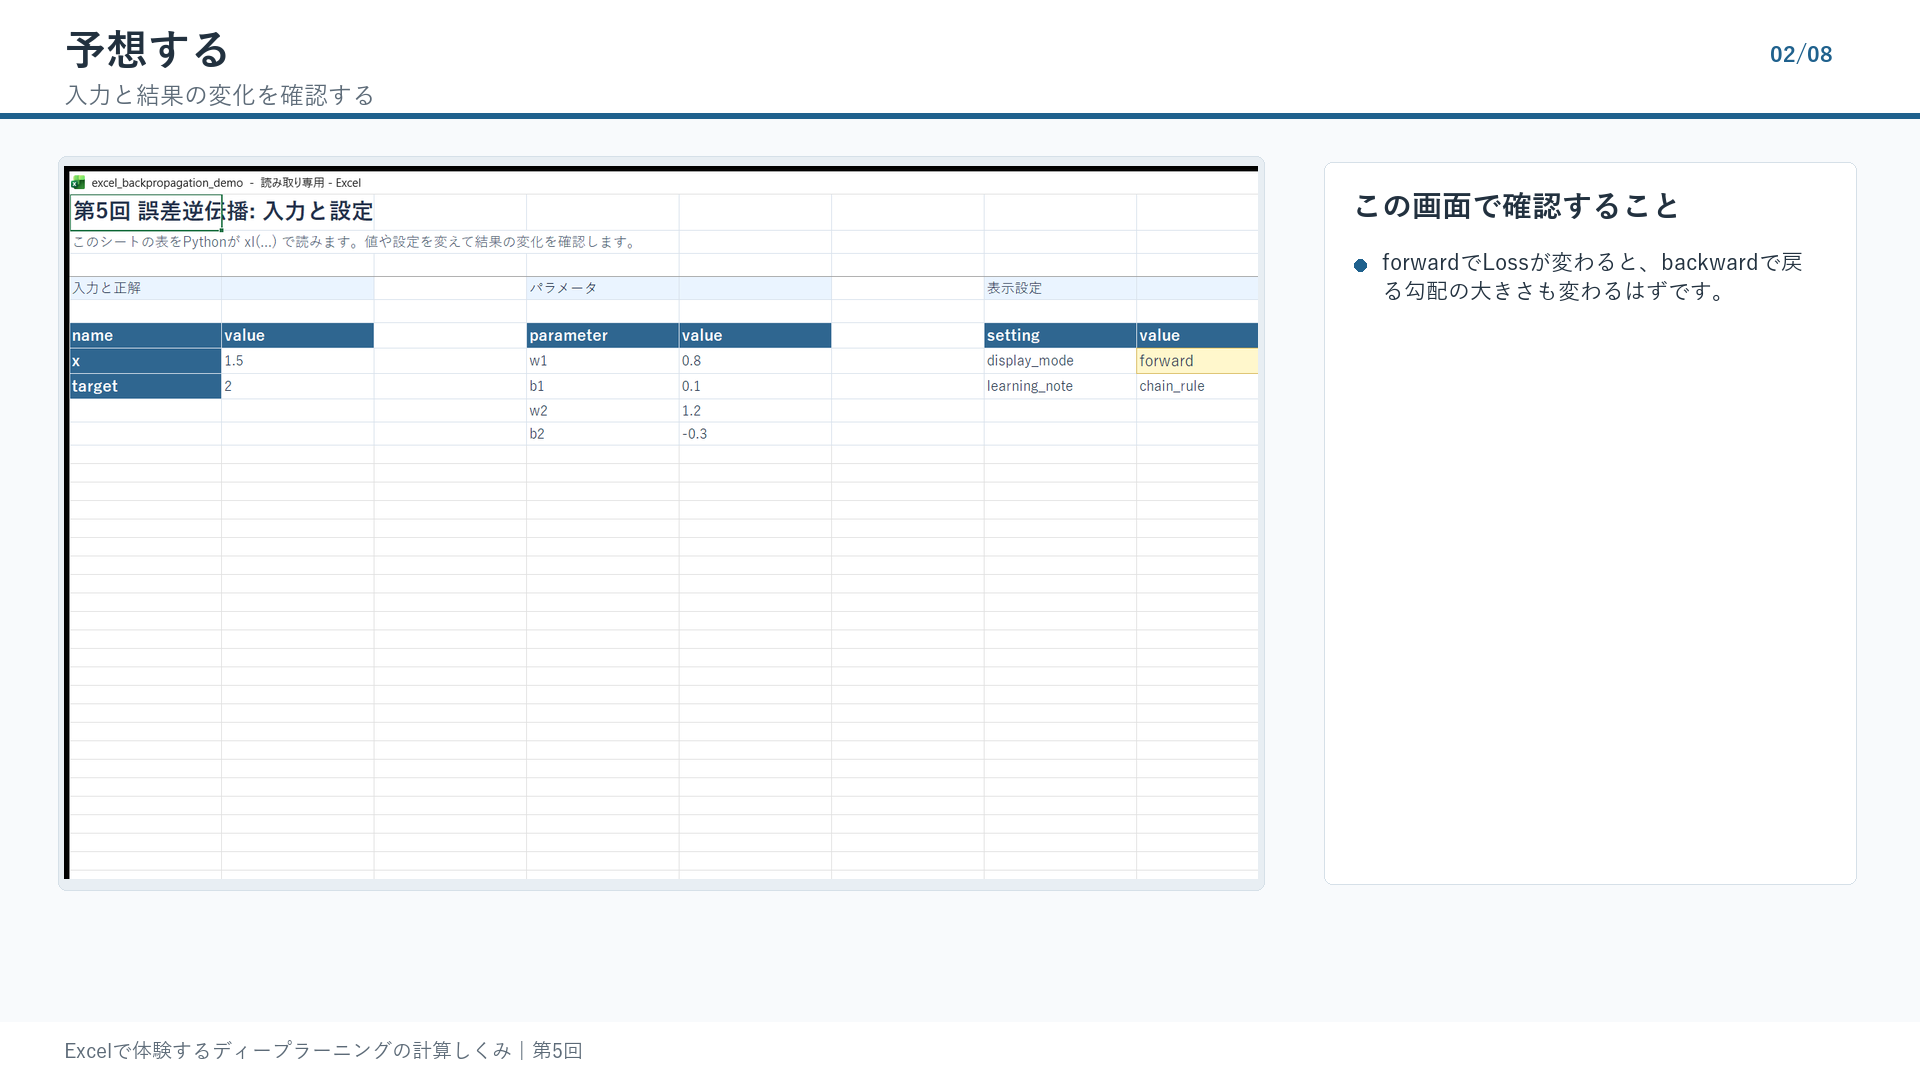 予想する
02/08
入力と結果の変化を確認する
excel_backpropagation_demo - 読み取り専用 - Excel
第5回 誤差逆伝播: 入力と設定
このシートの表をPythonが xl(...) で読みます。値や設定を変えて結果の変化を確認します。
入力と正解 パラメータ 表示設定
name value parameter value setting value
x 1.5 w1 0.8 display_mode forward
target 2 b1 0.1 learning_note chain_rule
w2 1.2
b2 -0.3
この画面で確認すること
forwardでLossが変わると、backwardで戻
る勾配の大きさも変わるはずです。
Excelで体験するディープラーニングの計算しくみ｜第5回